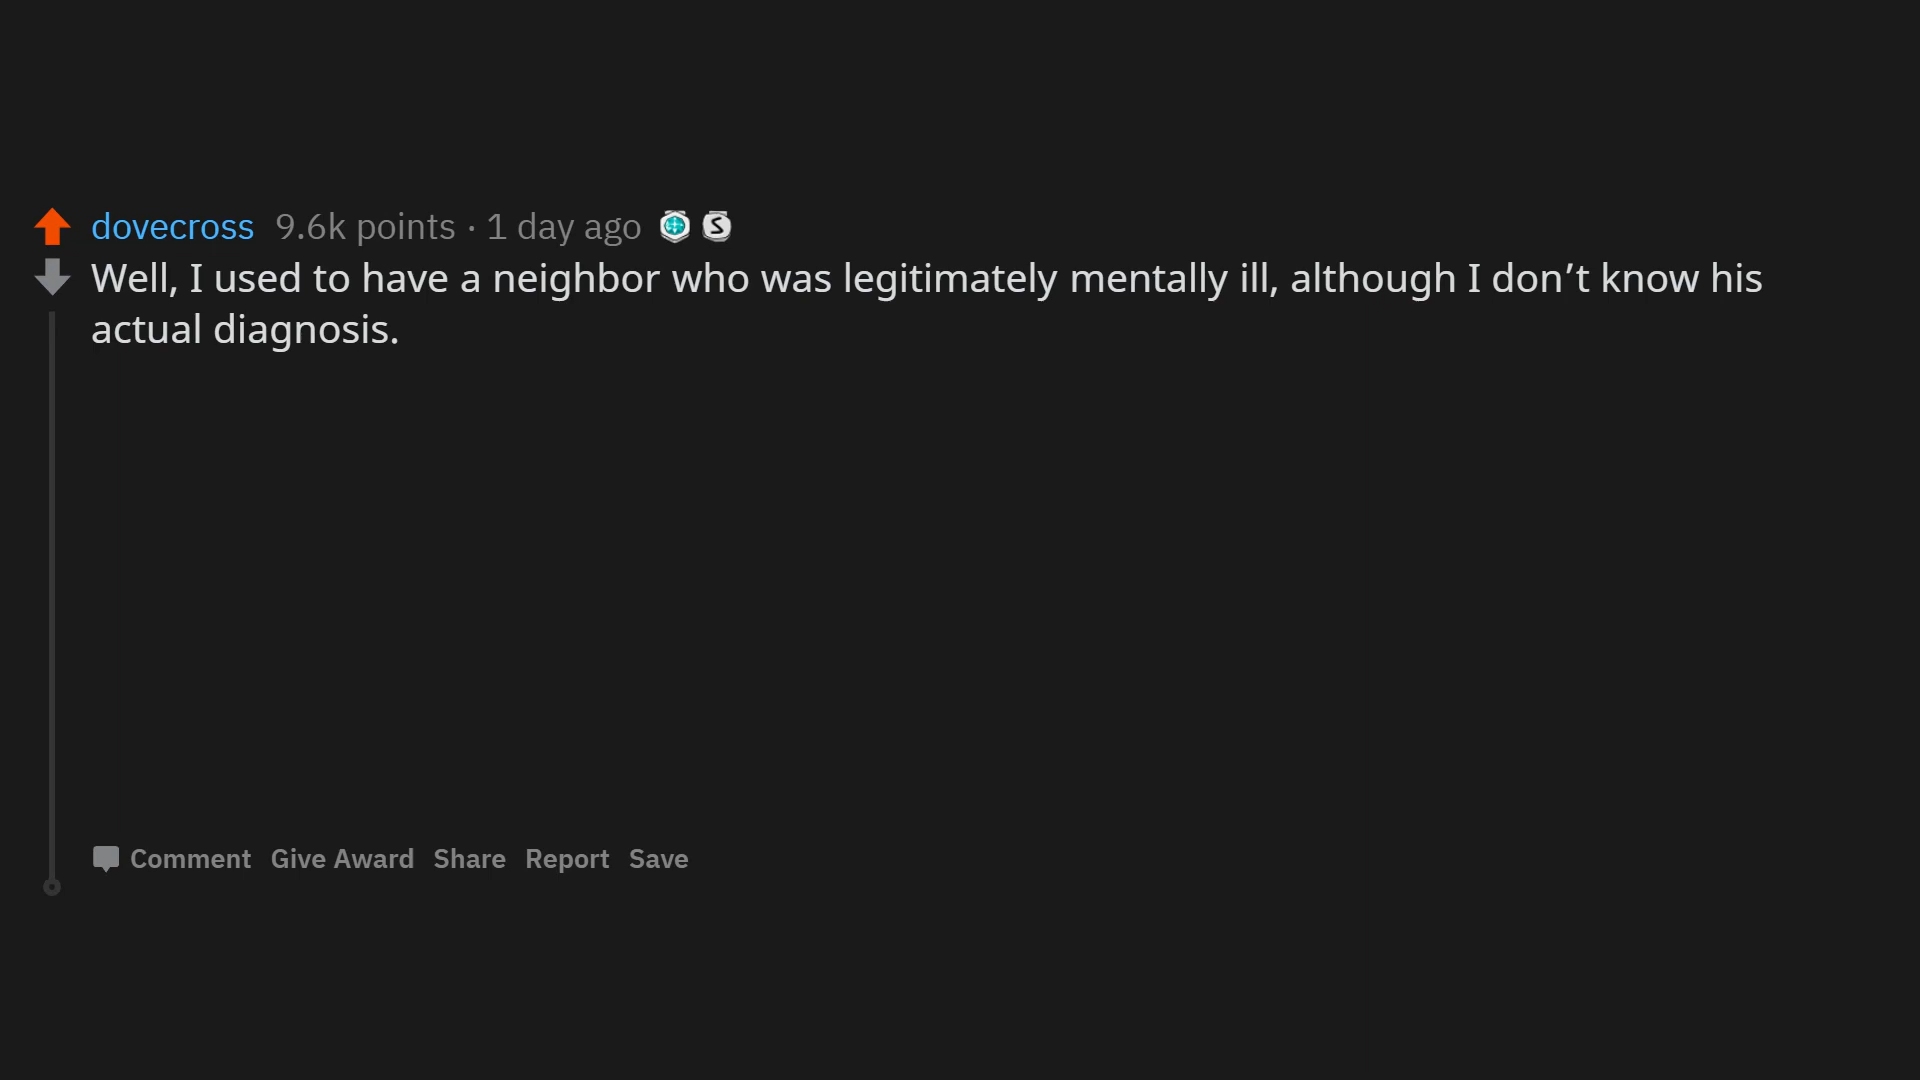 dovecross 9.6k points · 1 day ago
Well, I used to have a neighbor who was legitimately mentally ill, although I don’t know his
actual diagnosis.
Comment Give Award Share Report Save